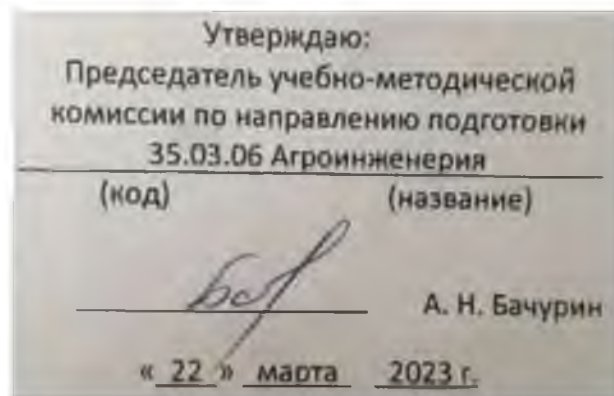 Утверждаю:
Председатель учебно-методической
комиссии по направлению подготовки
35.03.06 Агроинженерия
(код) (название)
А. Н. Бачурин
« 22 » марта 2023 г.